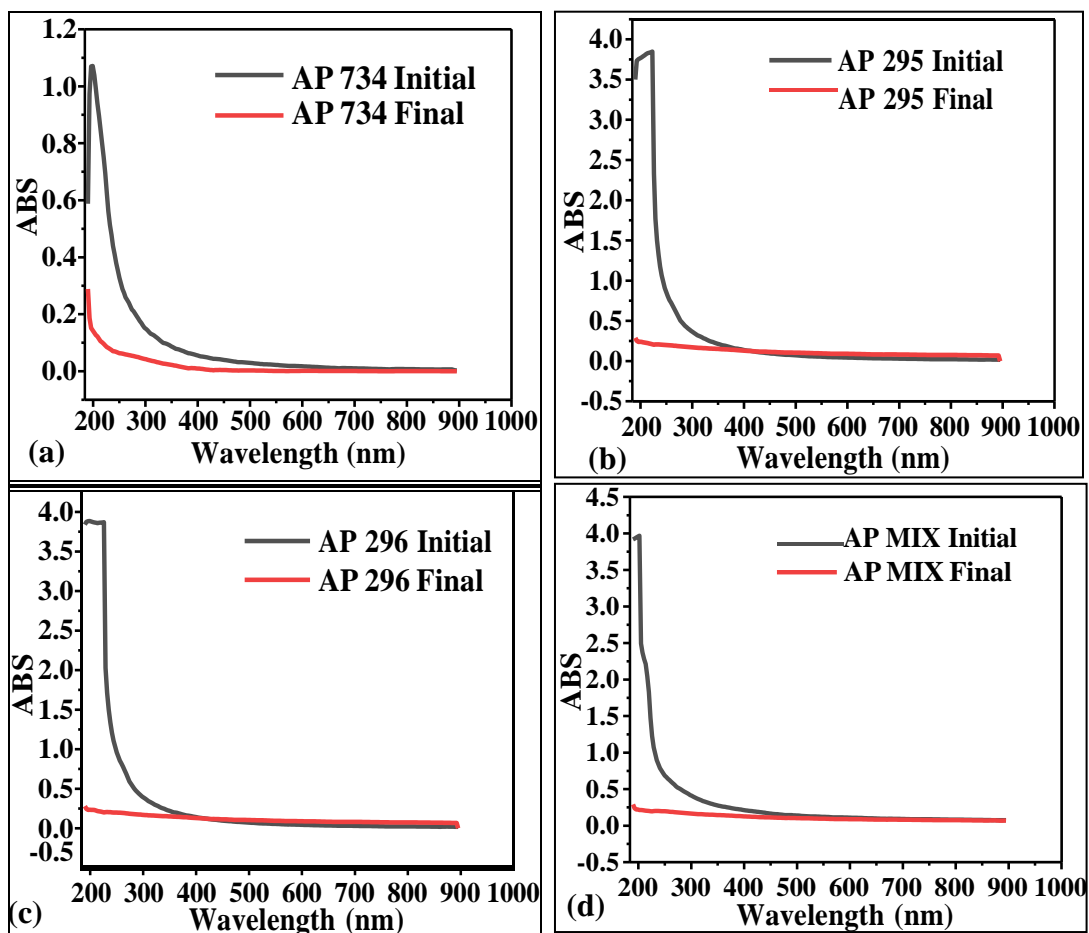 1.2
1.0
0.8
0.6
0.4
0.2
0.0
ABS
AP 734 Initial
AP 734 Final
200 300 400 500 600 700 800 900 1000
(a)
Wavelength (nm)
4.0
3.5
3.0
2.5
2.0
1.5
1.0
0.5
0.0
-0.5
ABS
AP 295 Initial
AP 295 Final
200 300 400 500 600 700 800 900 1000
(b)
Wavelength (nm)
4.0
3.5
3.0
2.5
2.0
1.5
1.0
0.5
0.0
-0.5
ABS
AP 296 Initial
AP 296 Final
200 300 400 500 600 700 800 900 1000
(c)
Wavelength (nm)
4.5
4.0
3.5
3.0
2.5
2.0
1.5
1.0
0.5
0.0
-0.5
ABS
AP MIX Initial
AP MIX Final
200 300 400 500 600 700 800 900 1000
(d)
Wavelength (nm)